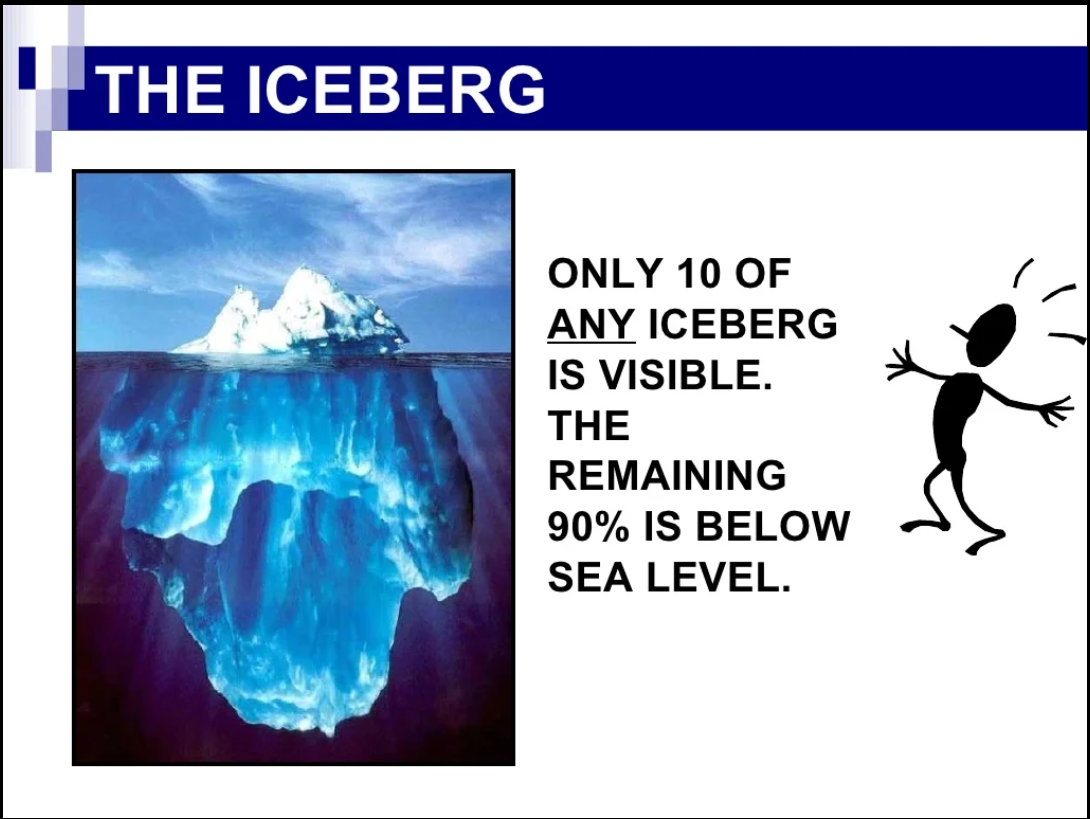 THE ICEBERG
ONLY 10 OF
ANY ICEBERG
IS VISIBLE.
THE
REMAINING
90% IS BELOW
SEA LEVEL.